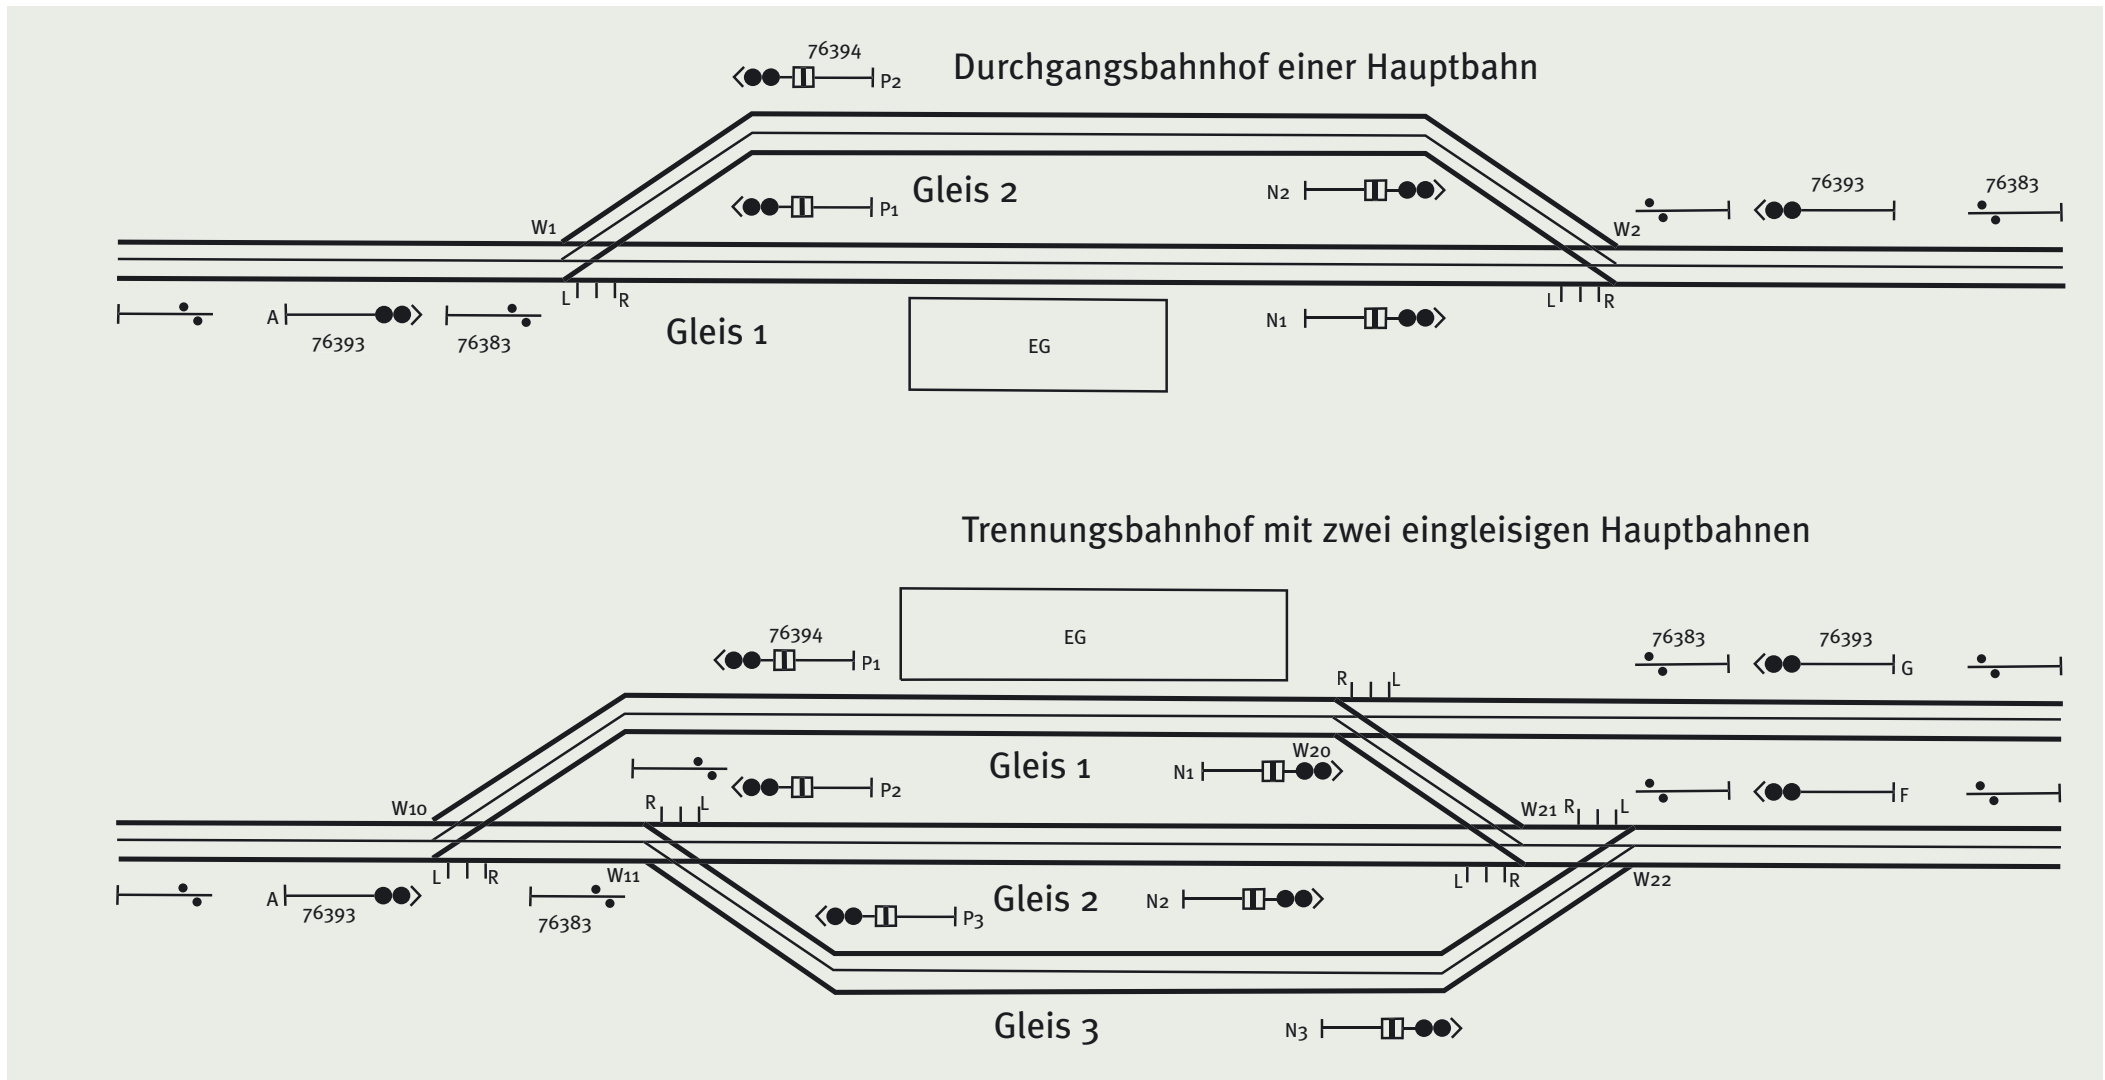 76394
P2
Durchgangsbahnhof einer Hauptbahn
Gleis 2
P1
N2
76393
76383
W1
W2
L R
L R
A
76393
76383
Gleis 1
EG
N1
Trennungsbahnhof mit zwei eingleisigen Hauptbahnen
EG
76394
P1
76383
76393
G
R L
Gleis 1
N1
W20
P2
F
W10
R L
W21
R L
L R
W11
A
76393
76383
P3
Gleis 2
N2
L R
W22
Gleis 3
N3